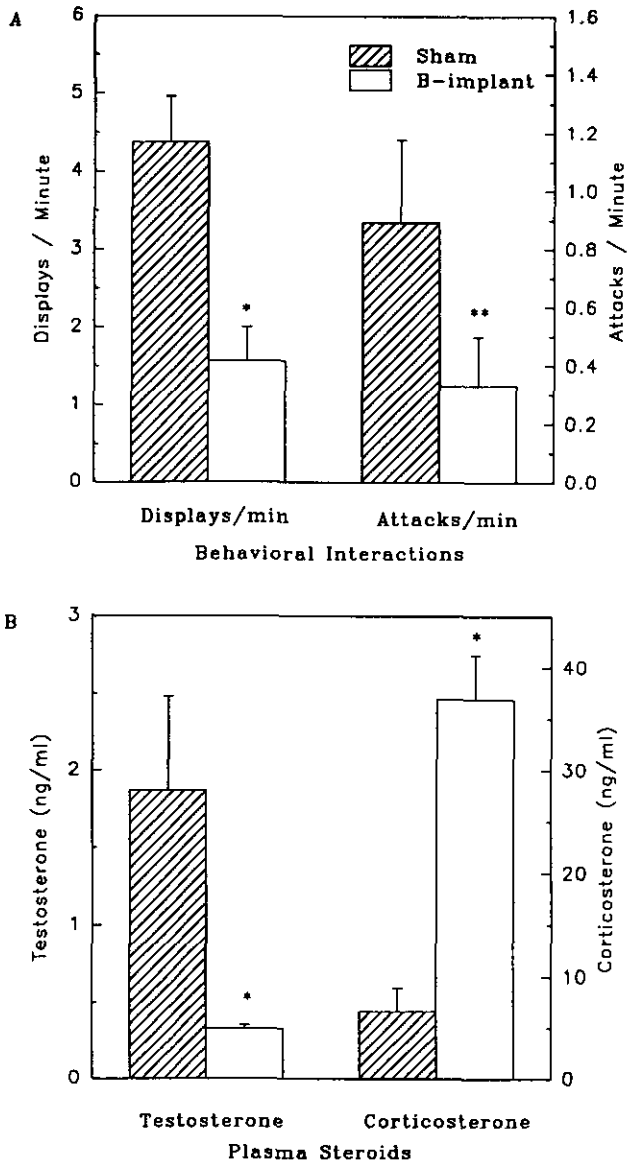 A
6
5
4
3
2
1
0
Displays / Minute
Sham
B-implant
1.6
1.4
1.2
1.0
0.8
0.6
0.4
0.2
0.0
Attacks / Minute
*
**
Displays/min Attacks/min
Behavioral Interactions
B
3
2
1
0
Testosterone (ng/ml)
40
30
20
10
0
Corticosterone (ng/ml)
*
*
Testosterone Corticosterone
Plasma Steroids